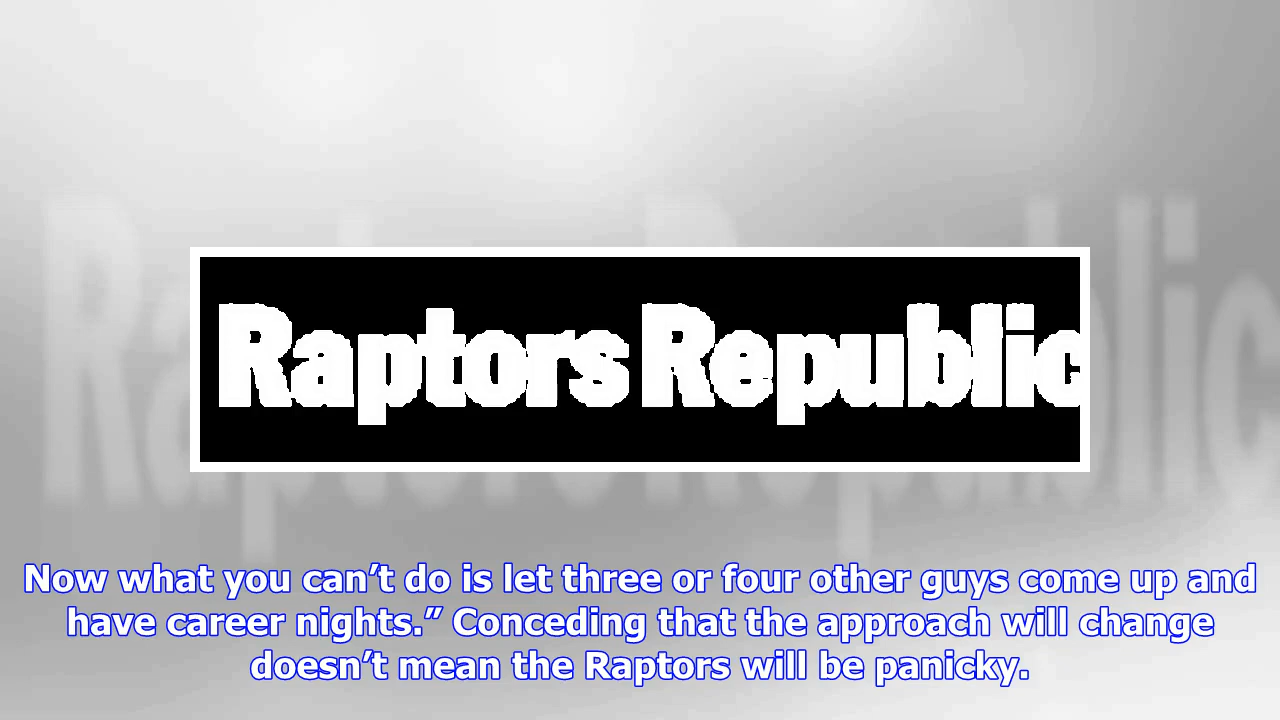 Raptors Republic
Now what you can’t do is let three or four other guys come up and
have career nights.” Conceding that the approach will change
doesn’t mean the Raptors will be panicky.